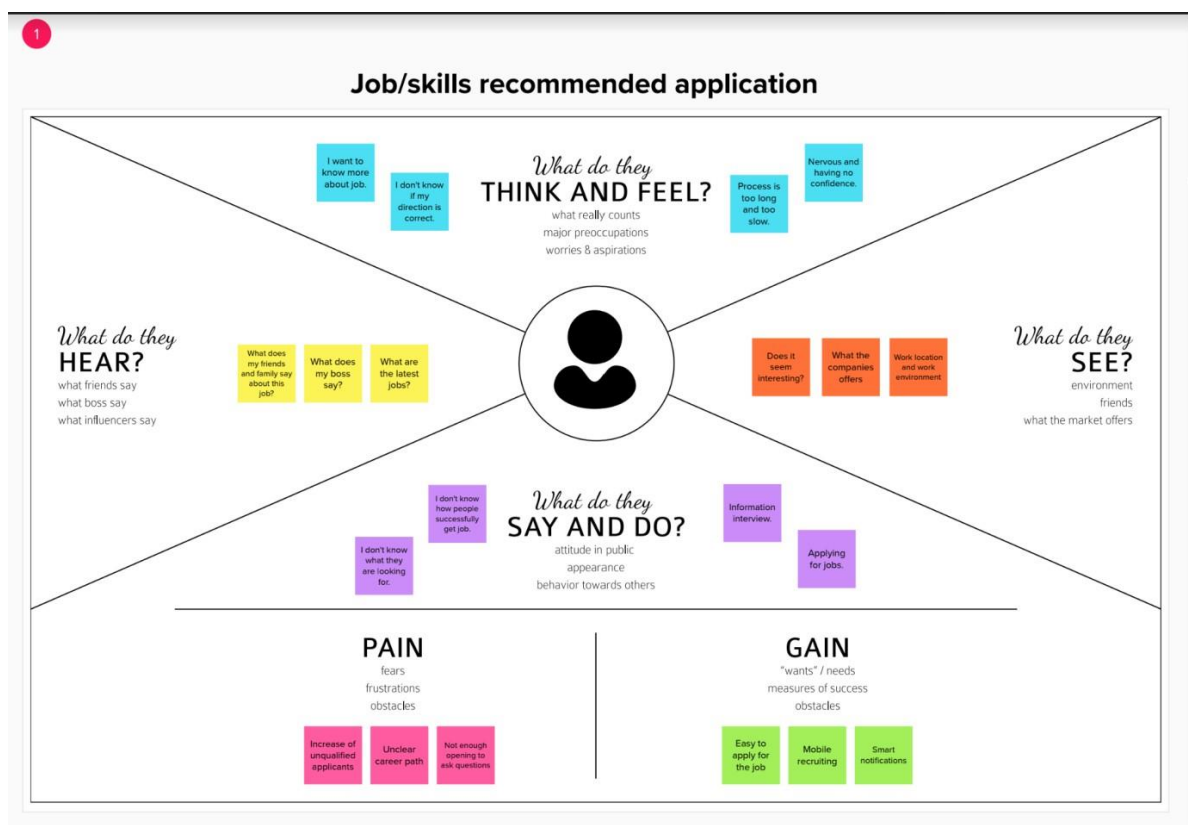 1
Job/skills recommended application
What do they
THINK AND FEEL?
what really counts
major preoccupations
worries & aspirations
I want to
know more
about job.
I don't know
if my
direction is
correct.
Process is
too long
and too
slow.
Nervous and
having no
confidence.
What do they
HEAR?
what friends say
what boss say
what influencers say
What does
my friends
and family say
about this
job?
What does
my boss
say?
What are
the latest
jobs?
Does it
seem
interesting?
What the
companies
offers
Work location
and work
environment
What do they
SEE?
environment
friends
what the market offers
I don't know
how people
successfully
get job.
I don't know
what they
are looking
for.
What do they
SAY AND DO?
attitude in public
appearance
behavior towards others
Information
interview.
Applying
for jobs.
PAIN
fears
frustrations
obstacles
Increase of
unqualified
applicants
Unclear
career path
Not enough
opening to
ask questions
GAIN
"wants" / needs
measures of success
obstacles
Easy to
apply for
the job
Mobile
recruiting
Smart
notifications